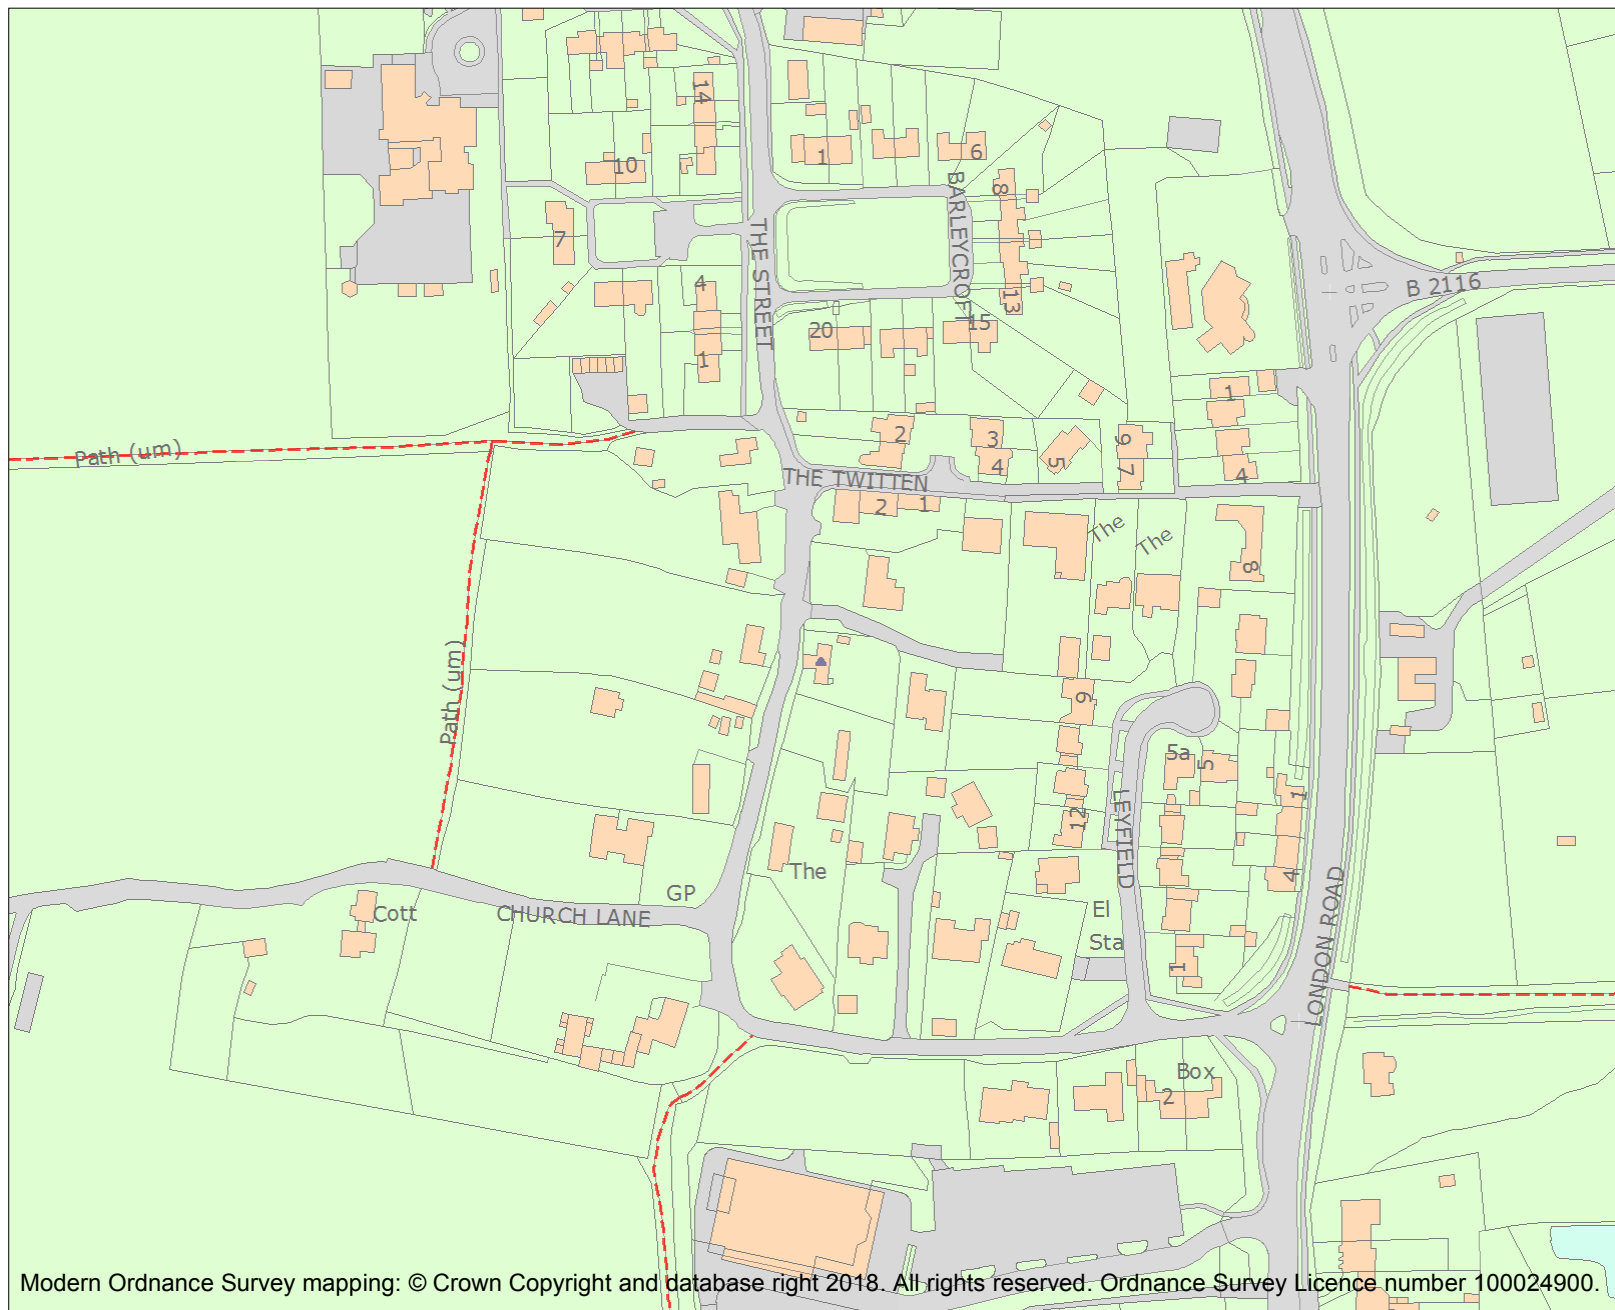 14
10
1
6
BARLEYCROFT
8
7
THE STREET
4
13
B 2116
20
15
1
1
Path (um)
2
3
4
5
9
7
4
THE TWITTEN
2
1
The
The
8
Path (um)
9
5a
5
1
12
LEYFIELD
The
4
GP
Cott
CHURCH LANE
El
Sta
1
LONDON ROAD
Box
2
Modern Ordnance Survey mapping: © Crown Copyright and database right 2018. All rights reserved. Ordnance Survey Licence number 100024900.